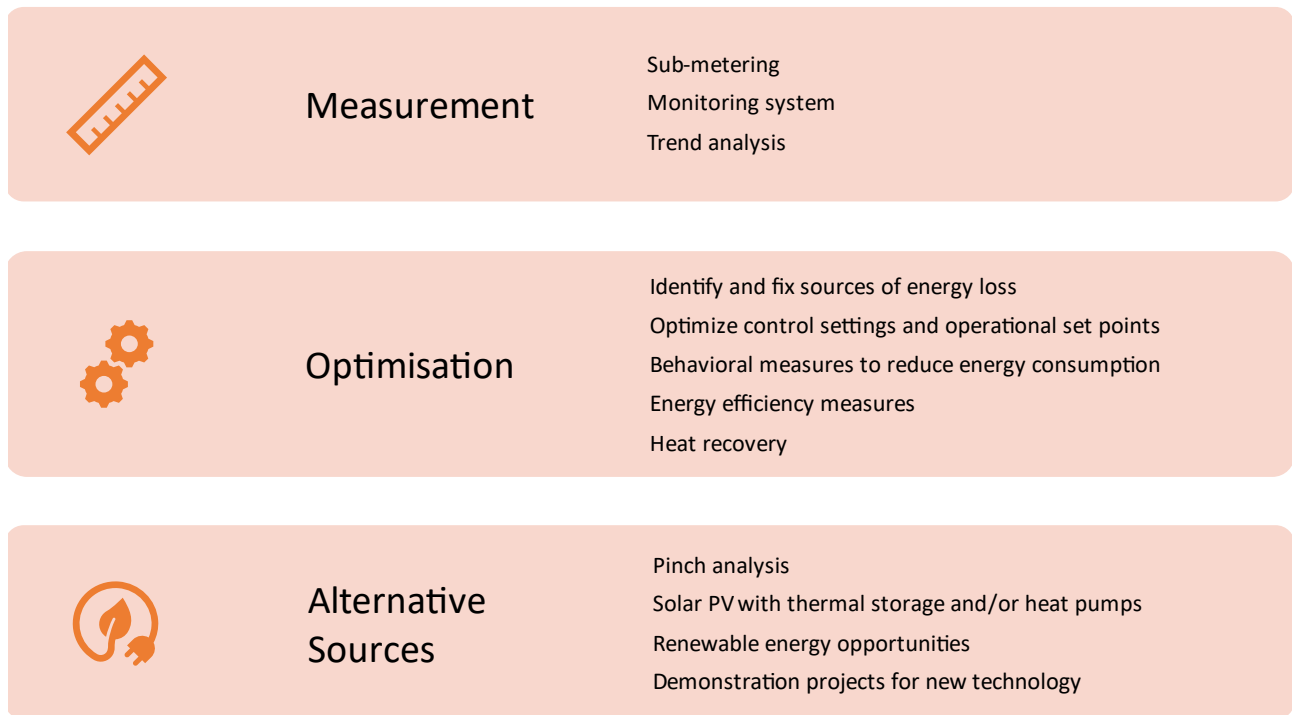 Measurement
Sub-metering
Monitoring system
Trend analysis
Optimisation
Identify and fix sources of energy loss
Optimize control settings and operational set points
Behavioral measures to reduce energy consumption
Energy efficiency measures
Heat recovery
Alternative
Sources
Pinch analysis
Solar PV with thermal storage and/or heat pumps
Renewable energy opportunities
Demonstration projects for new technology